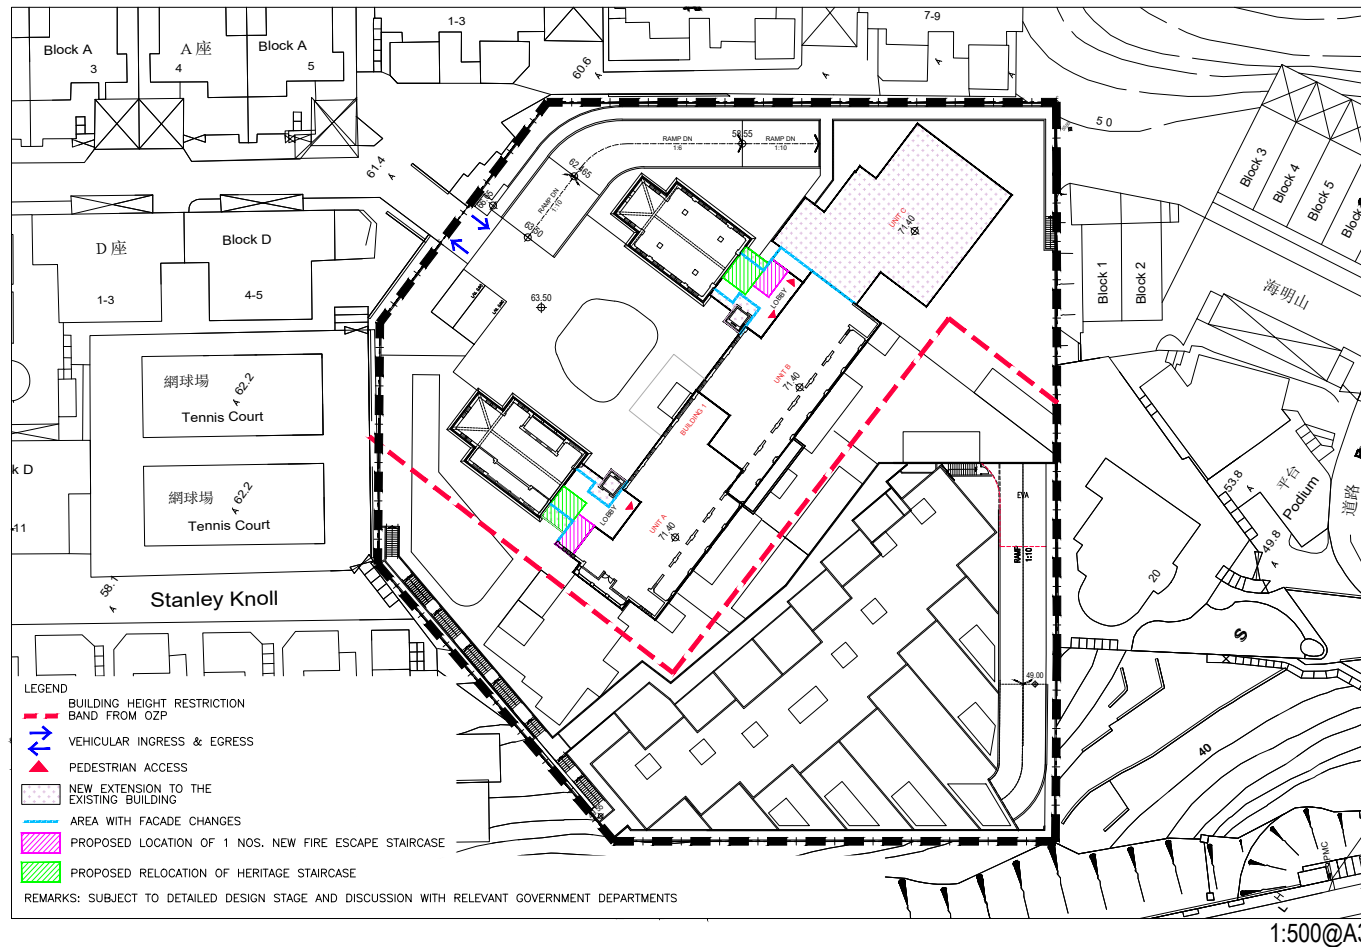 1-3
7-9
Block A
3
A 座
4
Block A
5
60.6
50
61.4
RAMP DN
1:6
58.55
RAMP DN
1:10
62.465
RAMP DN
1:10
63.50
63.50
Block 3
Block 4
Block 5
Block 1
Block 2
海明山
D 座
Block D
1-3
4-5
UNIT C
71.40
LOBBY
UNIT B
71.40
BUILDING 1
網球場
62.2
Tennis Court
網球場
62.2
Tennis Court
k D
11
LOBBY
UNIT A
71.40
EVA
RAMP
1:10
53.8
平台
Podium
道路
49.8
20
S
58.1
Stanley Knoll
49.00
40
LEGEND
BUILDING HEIGHT RESTRICTION
BAND FROM OZP
VEHICULAR INGRESS & EGRESS
PEDESTRIAN ACCESS
NEW EXTENSION TO THE
EXISTING BUILDING
AREA WITH FACADE CHANGES
PROPOSED LOCATION OF 1 NOS. NEW FIRE ESCAPE STAIRCASE
PROPOSED RELOCATION OF HERITAGE STAIRCASE
REMARKS: SUBJECT TO DETAILED DESIGN STAGE AND DISCUSSION WITH RELEVANT GOVERNMENT DEPARTMENTS
1:500@A3